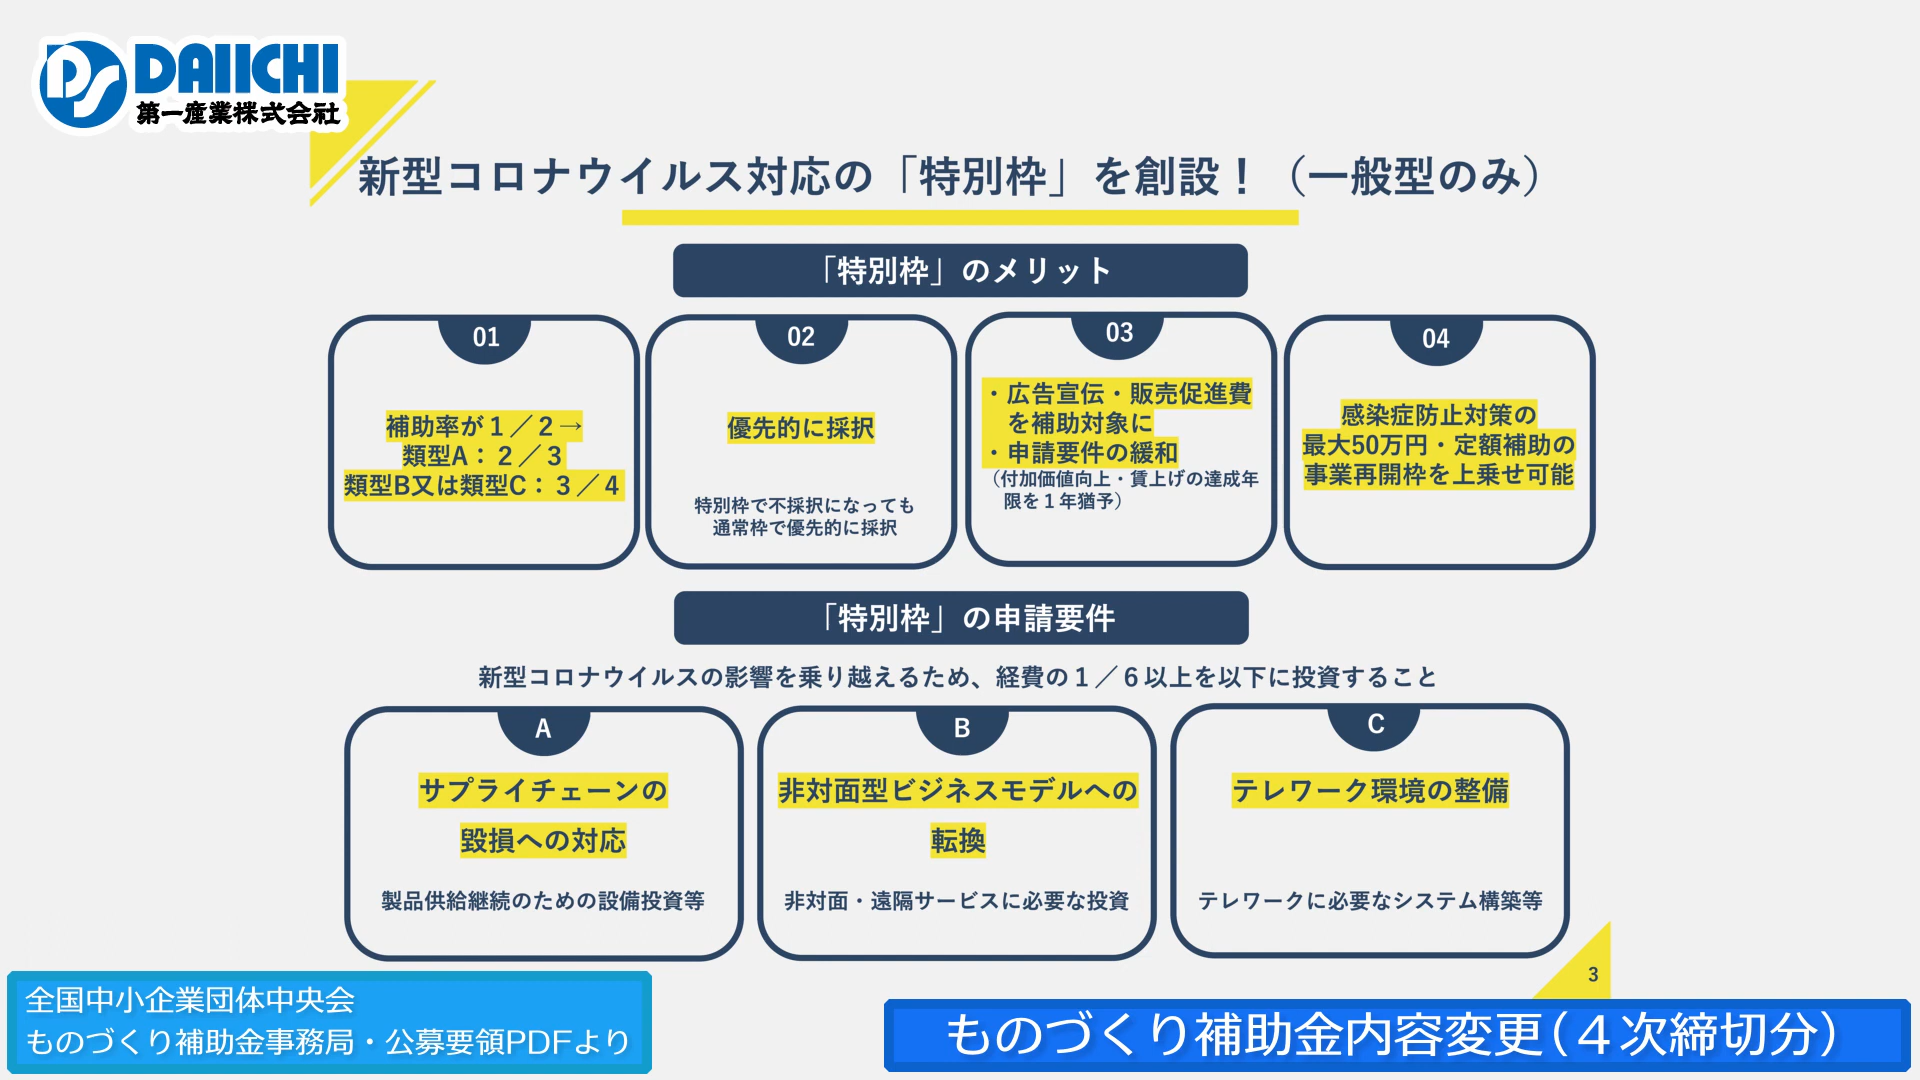 DAIICHI
第一産業株式会社
新型コロナウイルス対応の「特別枠」を創設！（一般型のみ）
「特別枠」のメリット
01
補助率が１／２→
類型A：２／３
類型B又は類型C：３／４
02
優先的に採択
特別枠で不採択になっても
通常枠で優先的に採択
03
・広告宣伝・販売促進費
を補助対象に
・申請要件の緩和
（付加価値向上・賃上げの達成年
限を１年猶予）
04
感染症防止対策の
最大50万円・定額補助の
事業再開枠を上乗せ可能
「特別枠」の申請要件
新型コロナウイルスの影響を乗り越えるため、経費の１／６以上を以下に投資すること
A
サプライチェーンの
毀損への対応
製品供給継続のための設備投資等
B
非対面型ビジネスモデルへの
転換
非対面・遠隔サービスに必要な投資
C
テレワーク環境の整備
テレワークに必要なシステム構築等
3
全国中小企業団体中央会
ものづくり補助金事務局・公募要領PDFより
ものづくり補助金内容変更（４次締切分）